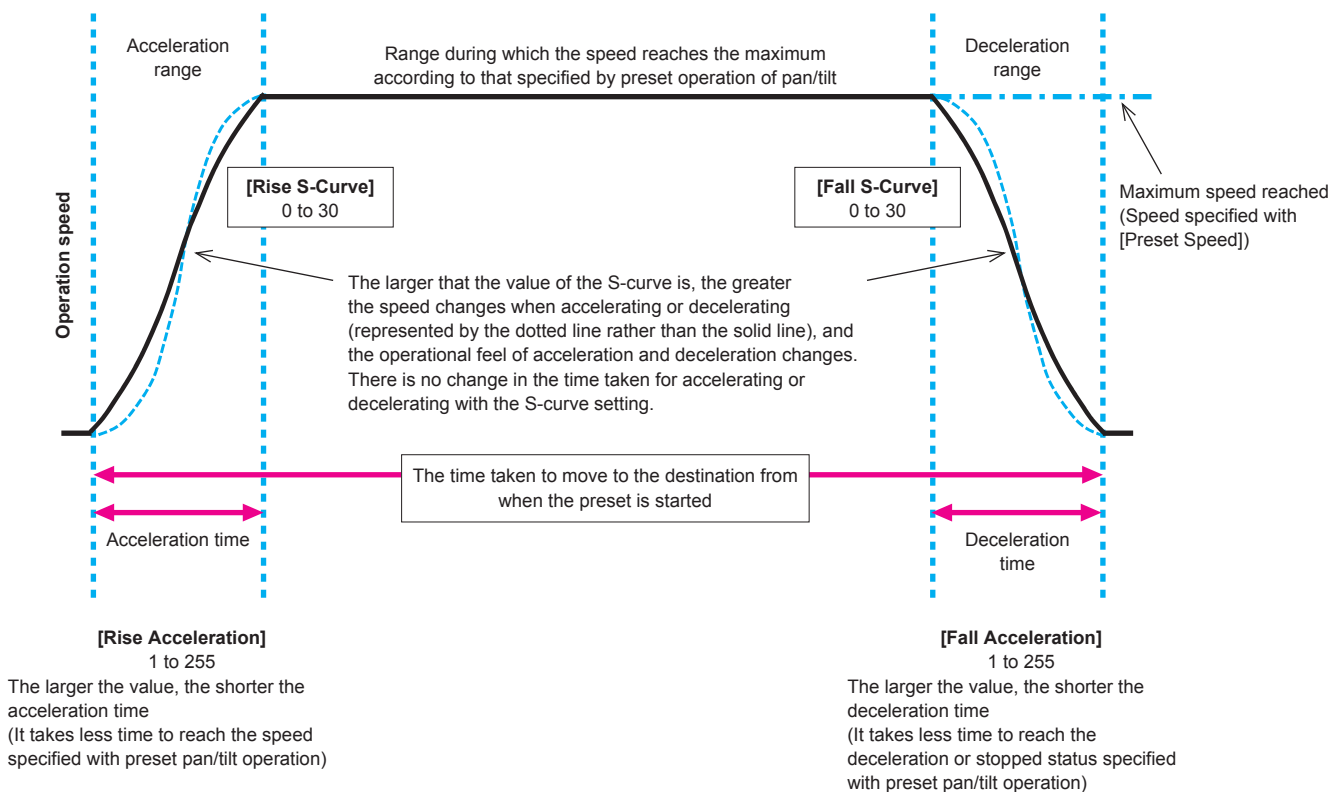 Acceleration
range
Range during which the speed reaches the maximum
according to that specified by preset operation of pan/tilt
Deceleration
range
Operation speed
[Rise S-Curve]
0 to 30
[Fall S-Curve]
0 to 30
Maximum speed reached
(Speed specified with
[Preset Speed])
The larger that the value of the S-curve is, the greater
the speed changes when accelerating or decelerating
(represented by the dotted line rather than the solid line), and
the operational feel of acceleration and deceleration changes.
There is no change in the time taken for accelerating or
decelerating with the S-curve setting.
The time taken to move to the destination from
when the preset is started
Acceleration time
Deceleration
time
[Rise Acceleration]
1 to 255
The larger the value, the shorter the
acceleration time
(It takes less time to reach the speed
specified with preset pan/tilt operation)
[Fall Acceleration]
1 to 255
The larger the value, the shorter the
deceleration time
(It takes less time to reach the
deceleration or stopped status specified
with preset pan/tilt operation)